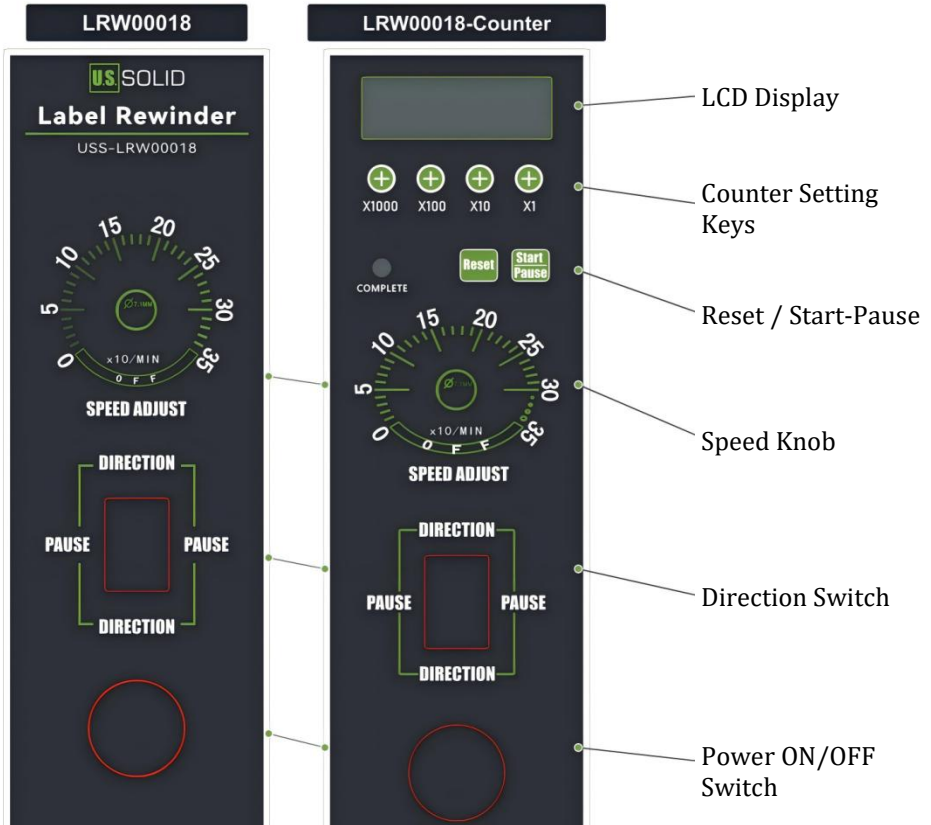 LRW00018
U.S. SOLID
Label Rewinder
USS-LRW00018
0 5 10 15 20 25 30 35
Ø7.1MM
x10/MIN
OFF
SPEED ADJUST
DIRECTION
PAUSE PAUSE
DIRECTION
LRW00018-Counter
X1000 X100 X10 X1
COMPLETE
Reset
Start
Pause
0 5 10 15 20 25 30 35
x10/MIN
OFF
SPEED ADJUST
DIRECTION
PAUSE PAUSE
DIRECTION
LCD Display
Counter Setting
Keys
Reset / Start-Pause
Speed Knob
Direction Switch
Power ON/OFF
Switch